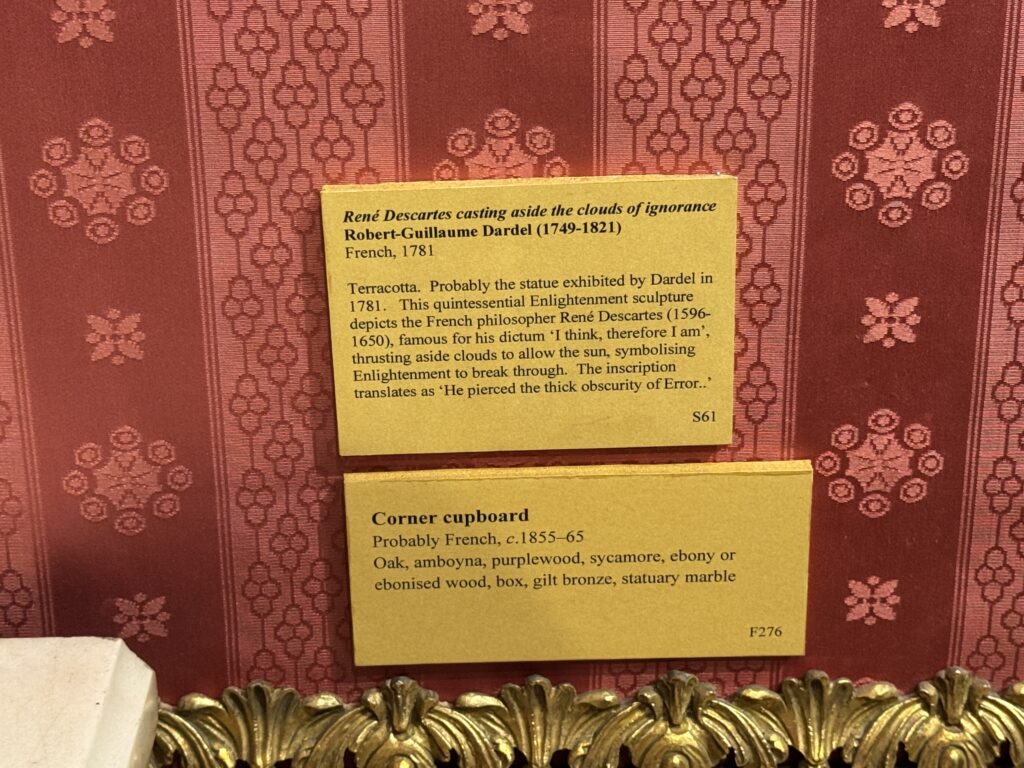 René Descartes casting aside the clouds of ignorance
Robert-Guillaume Dardel (1749-1821)
French, 1781
Terracotta. Probably the statue exhibited by Dardel in
1781. This quintessential Enlightenment sculpture
depicts the French philosopher René Descartes (1596-
1650), famous for his dictum ‘I think, therefore I am’,
thrusting aside clouds to allow the sun, symbolising
Enlightenment to break through. The inscription
translates as ‘He pierced the thick obscurity of Error..’
S61
Corner cupboard
Probably French, c.1855–65
Oak, amboyna, purplewood, sycamore, ebony or
ebonised wood, box, gilt bronze, statuary marble
F276